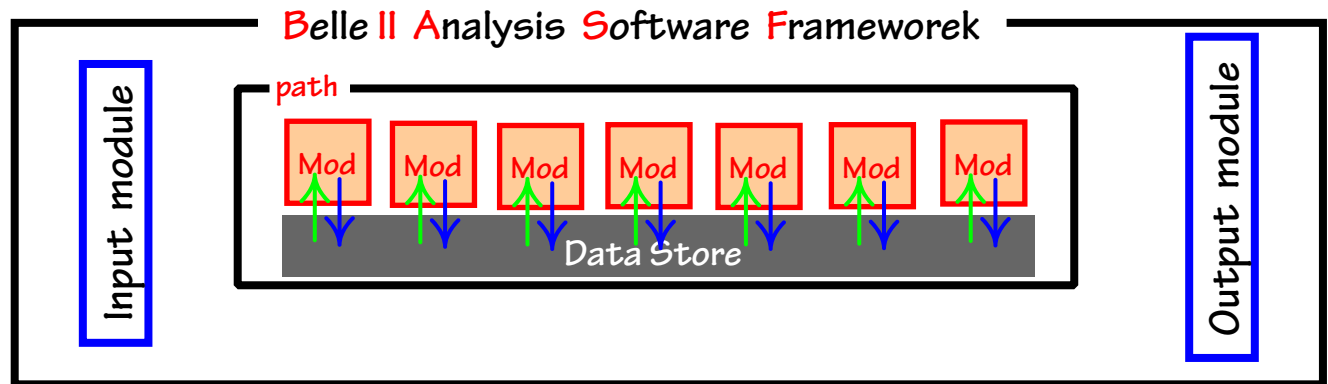 Belle II Analysis Software Frameworek
path
Input module
Mod Mod Mod Mod Mod Mod Mod
Data Store
Output module